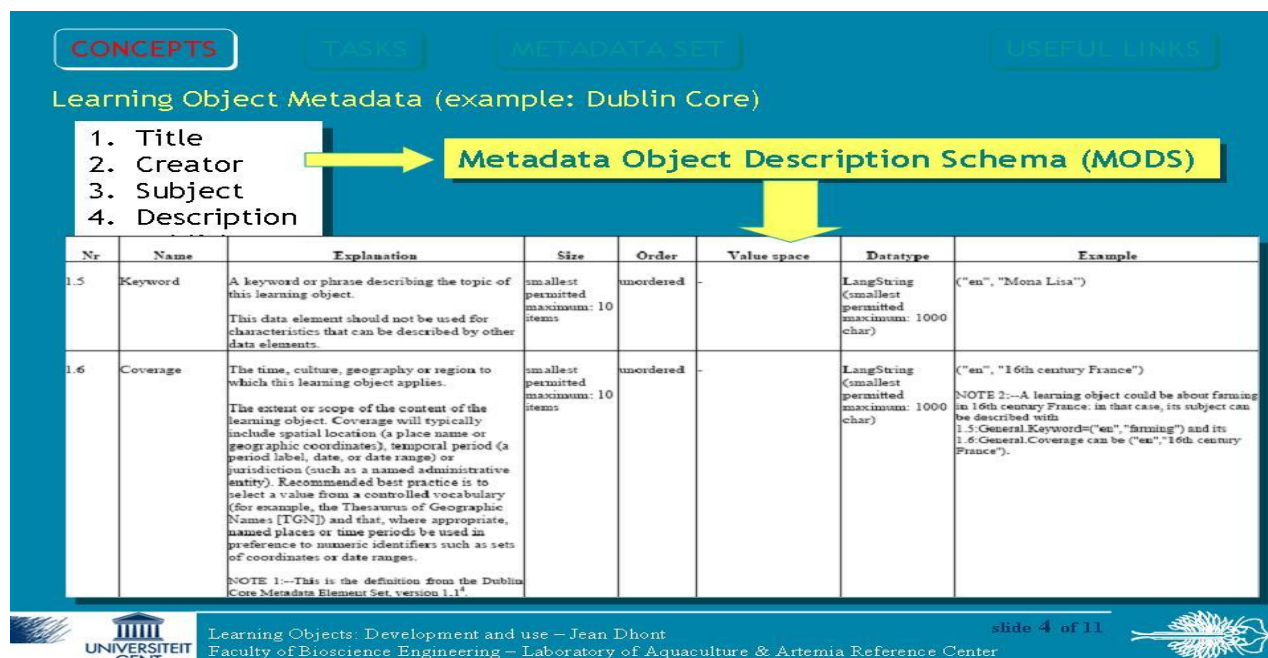 CONCEPTS TASKS METADATA SET USEFUL LINKS
Learning Object Metadata (example: Dublin Core)
1. Title
2. Creator
3. Subject
4. Description
Metadata Object Description Schema (MODS)
Nr Name Explanation Size Order Value space Datatype Example
1.5 Keyword
A keyword or phrase describing the topic of
this learning object.
This data element should not be used for
characteristics that can be described by other
data elements.
smallest
permitted
maximum: 10
items
unordered
-
LangString
(smallest
permitted
maximum: 1000
char)
("en", "Mona Lisa")
1.6 Coverage
The time, culture, geography or region to
which this learning object applies.
The extent or scope of the content of the
learning object. Coverage will typically
include spatial location (a place name or
geographic coordinates), temporal period (a
period label, date, or date range) or
jurisdiction (such as a named administrative
entity). Recommended best practice is to
select a value from a controlled vocabulary
(for example, the Thesaurus of Geographic
Names [TGN]) and that, where appropriate,
named places or time periods be used in
preference to numeric identifiers such as sets
of coordinates or date ranges.
NOTE 1:--This is the definition from the Dublin
Core Metadata Element Set, version 1.1⁴.
smallest
permitted
maximum: 10
items
unordered
-
LangString
(smallest
permitted
maximum: 1000
char)
("en", "16th century France")
NOTE 2:--A learning object could be about farming
in 16th century France: in that case, its subject can
be described with
1.5:General.Keyword=("en","farming") and its
1.6:General.Coverage can be ("en","16th century
France").
UNIVERSITEIT
GENT
Learning Objects: Development and use – Jean Dhont
Faculty of Bioscience Engineering – Laboratory of Aquaculture & Artemia Reference Center
slide 4 of 11